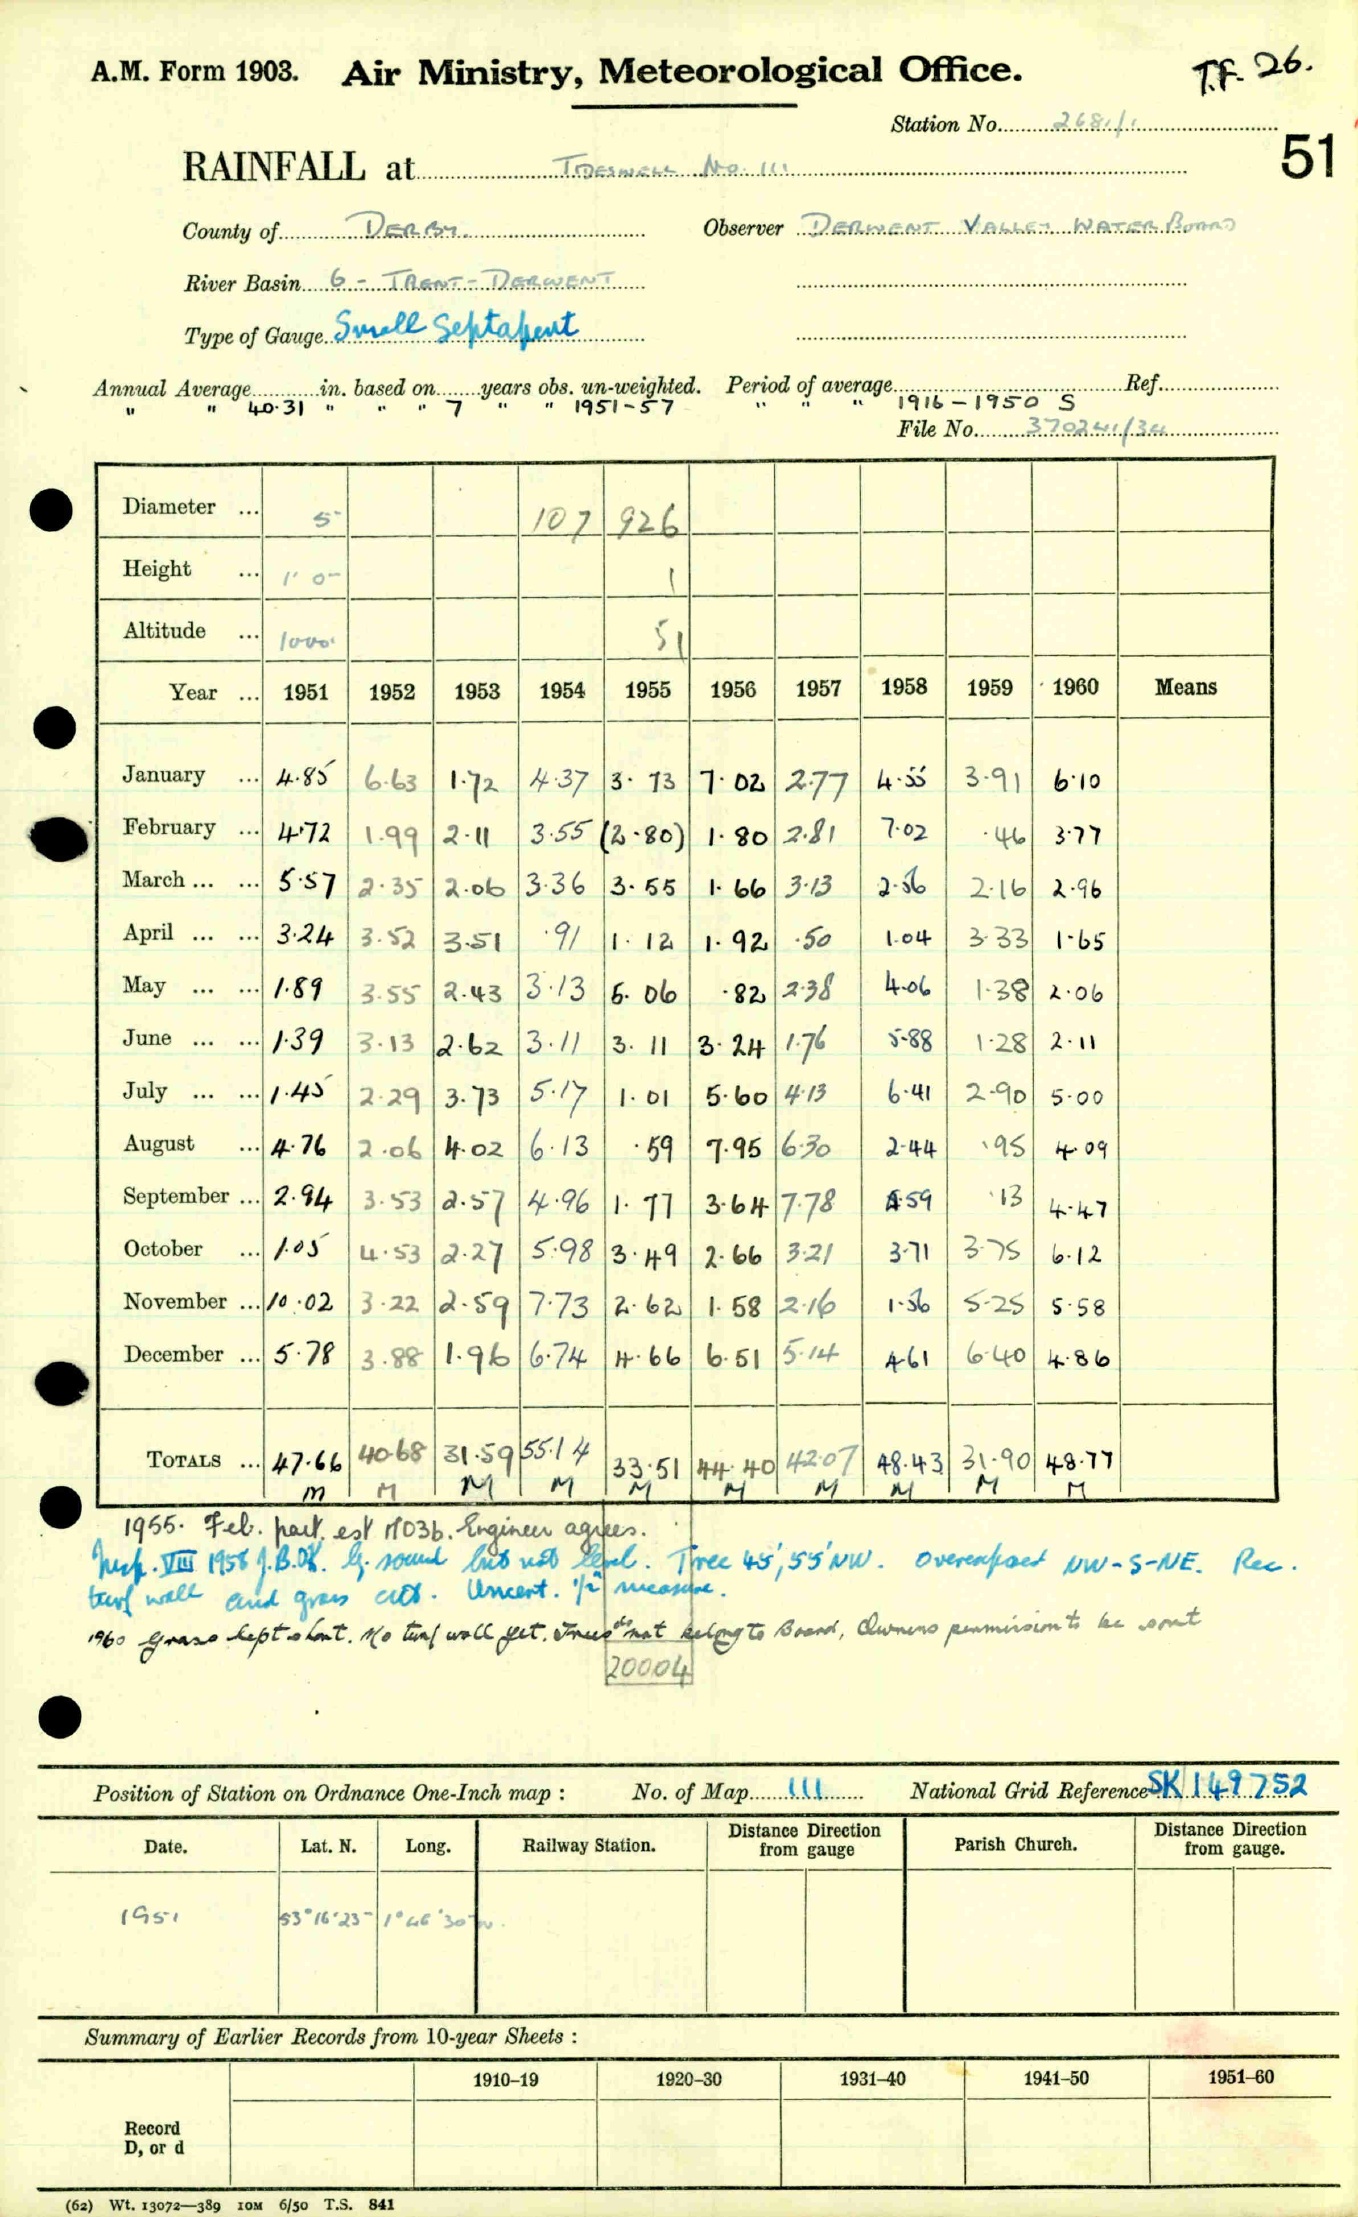 A.M. Form 1903. Air Ministry, Meteorological Office. T.F. 26.
Station No. 2681/1
51
RAINFALL at Tideswell No. 111
County of Derby. Observer Derwent Valley Water Board
River Basin 6 - Trent - Derwent
Type of Gauge Small Septapent
Annual Average in. based on years obs. un-weighted. Period of average Ref.
" " 40.31 " " " 7 " " 1951-57 " " " 1916-1950 S
File No. 370241/34
Diameter ... 5 107 926
Height ... 1' 0" 1
Altitude ... 1000' 51
Year ... 1951 1952 1953 1954 1955 1956 1957 1958 1959 1960 Means
January ... 4.85 6.63 1.72 4.37 3.73 7.02 2.77 4.55 3.91 6.10
February ... 4.72 1.99 2.11 3.55 (2.80) 1.80 2.81 7.02 .46 3.77
March ... ... 5.57 2.35 2.06 3.36 3.55 1.66 3.13 2.56 2.16 2.96
April ... ... 3.24 3.52 3.51 .91 1.12 1.92 .50 1.04 3.33 1.65
May ... ... 1.89 3.55 2.43 3.13 5.06 .82 2.38 4.06 1.38 2.06
June ... ... 1.39 3.13 2.62 3.11 3.11 3.24 1.76 5.88 1.28 2.11
July ... ... 1.45 2.29 3.73 5.17 1.01 5.60 4.13 6.41 2.90 5.00
August ... 4.76 2.06 4.02 6.13 .59 7.95 6.30 2.44 .95 4.09
September ... 2.94 3.53 2.57 4.96 1.77 3.64 7.78 4.59 .13 4.47
October ... 1.05 4.53 2.27 5.98 3.49 2.66 3.21 3.71 3.75 6.12
November ... 10.02 3.22 2.59 7.73 2.62 1.58 2.16 1.56 5.25 5.58
December ... 5.78 3.88 1.96 6.74 4.66 6.51 5.14 4.61 6.40 4.86
Totals ... 47.66 40.68 31.59 55.14 33.51 44.40 42.07 48.43 31.90 48.77
M M M M M M M M M M
1955. Feb. part. est M03b. Engineer agrees.
Insp. VIII 1956 G. sound but not level. Tree 45', 55' NW. Overexposed NW-S-NE. Rec.
turf wall and grass cut. Uncert. 1/2" measure.
1960 Grass kept short. No turf wall yet. Trees do not belong to Board, Owners permission to be sout
20004
Position of Station on Ordnance One-Inch map : No. of Map 111 National Grid Reference SK 149752
Date. Lat. N. Long. Railway Station. Distance from gauge Direction Parish Church. Distance from gauge. Direction
1951 53° 16' 23" 1° 46' 30" W.
Summary of Earlier Records from 10-year Sheets :
1910-19 1920-30 1931-40 1941-50 1951-60
Record
D, or d
(62) Wt. 13072—389 10M 6/50 T.S. 841